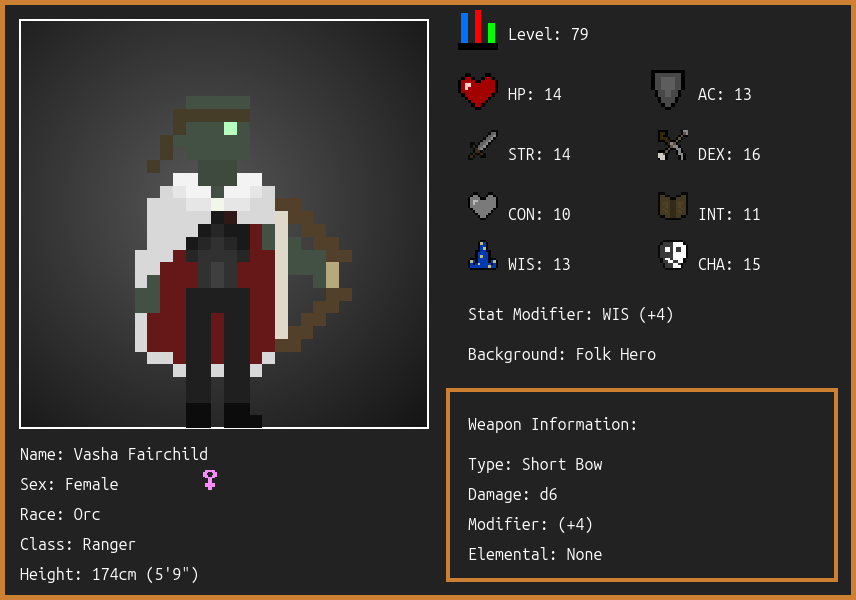 Level: 79
HP: 14
AC: 13
STR: 14
DEX: 16
CON: 10
INT: 11
WIS: 13
CHA: 15
Stat Modifier: WIS (+4)
Background: Folk Hero
Weapon Information:
Type: Short Bow
Damage: d6
Modifier: (+4)
Elemental: None
Name: Vasha Fairchild
Sex: Female
Race: Orc
Class: Ranger
Height: 174cm (5'9")